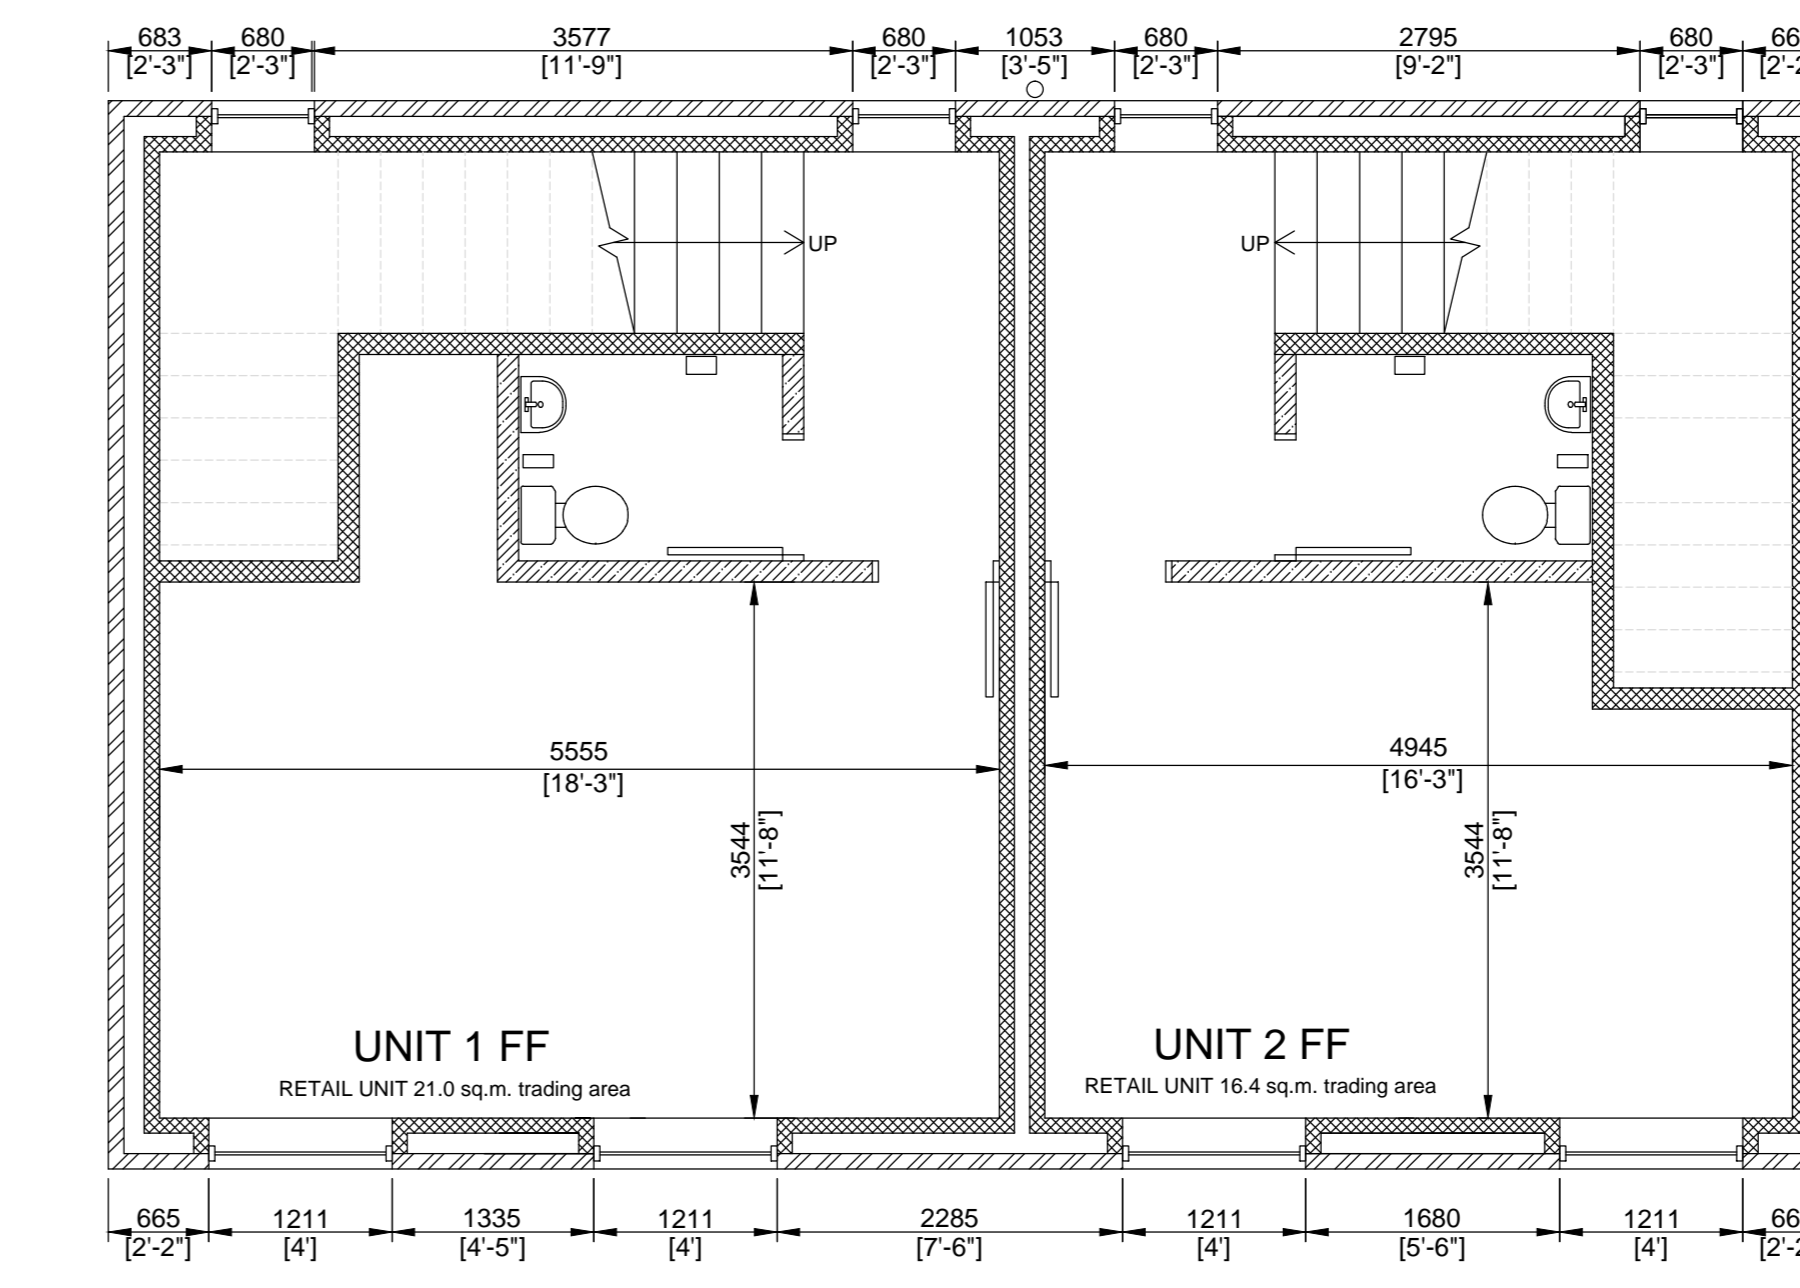 683 680 3577 680 1053 680 2795 680
[2'-3"] [2'-3"] [11'-9"] [2'-3"] [3'-5"] [2'-3"] [9'-2"] [2'-3"]
UP UP
5555 4945
[18'-3"] [16'-3"]
3544 3544
[11'-8"] [11'-8"]
UNIT 1 FF UNIT 2 FF
RETAIL UNIT 21.0 sq.m. trading area RETAIL UNIT 16.4 sq.m. trading area
665 1211 1335 1211 2285 1211 1680 1211
[2'-2"] [4'] [4'-5"] [4'] [7'-6"] [4'] [5'-6"] [4']